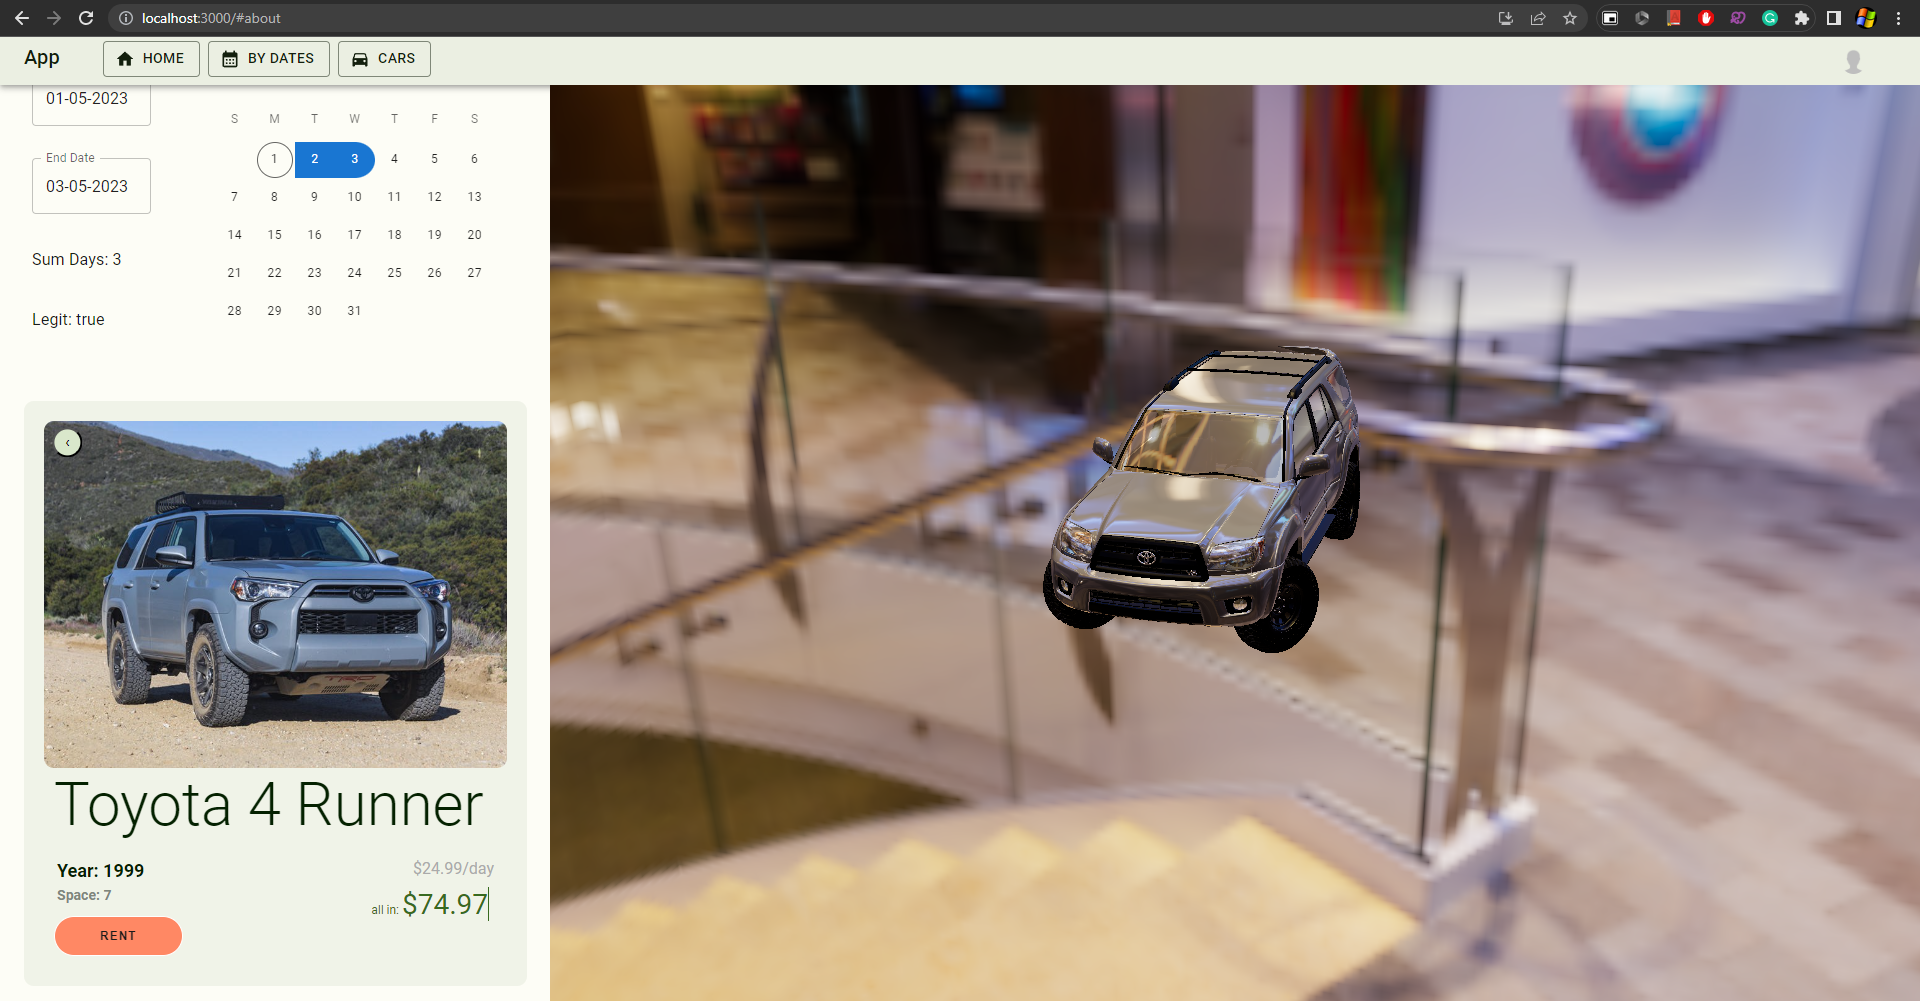 localhost:3000/#about
App
HOME
BY DATES
CARS
01-05-2023
End Date
03-05-2023
Sum Days: 3
Legit: true
S M T W T F S
1 2 3 4 5 6
7 8 9 10 11 12 13
14 15 16 17 18 19 20
21 22 23 24 25 26 27
28 29 30 31
‹
TRD
Toyota 4 Runner
Year: 1999
$24.99/day
Space: 7
all in: $74.97
RENT